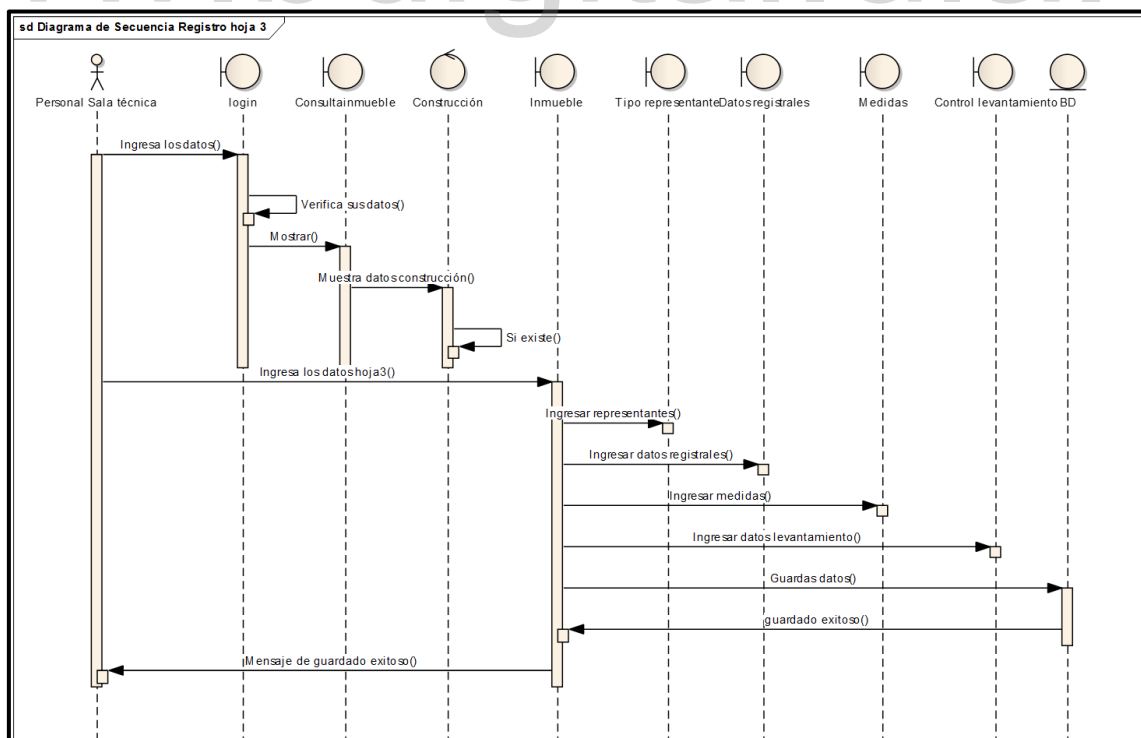 sd Diagrama de Secuencia Registro hoja 3
Personal Sala técnica
login
Consultainmueble
Construcción
Inmueble
Tipo representante
Datos registrales
Medidas
Control levantamiento
BD
Ingresa los datos()
Verifica sus datos()
Mostrar()
Muestra datos construcción()
Si existe()
Ingresa los datos hoja3()
Ingresar representantes()
Ingresar datos registrales()
Ingresar medidas()
Ingresar datos levantamiento()
Guardas datos()
guardado exitoso()
Mensaje de guardado exitoso()